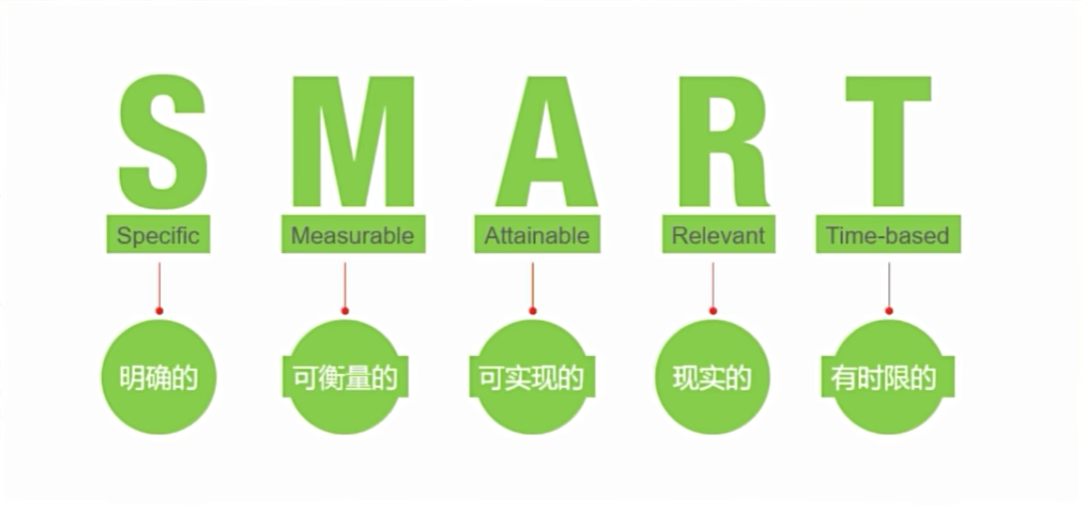 S M A R T
Specific Measurable Attainable Relevant Time-based
明确的 可衡量的 可实现的 现实的 有时限的